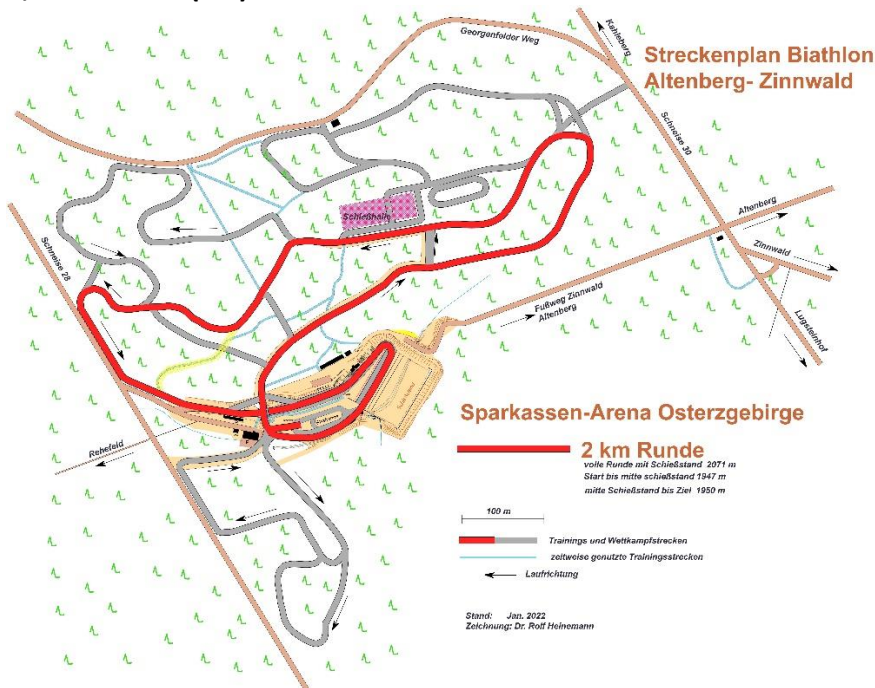 Georgenfelder Weg
Kahleberg
Streckenplan Biathlon
Altenberg- Zinnwald
Schneise 30
Schießhalle
Altenberg
Schneise 28
Zinnwald
Fußweg Zinnwald
Altenberg
Lugsteinhof
Rehefeld
Sparkassen-Arena Osterzgebirge
2 km Runde
volle Runde mit Schießstand 2071 m
Start bis mitte schießstand 1947 m
mitte Schießstand bis Ziel 1950 m
100 m
Trainings und Wettkampfstrecken
zeitweise genutzte Trainingsstrecken
Laufrichtung
Stand: Jan. 2022
Zeichnung: Dr. Rolf Heinemann